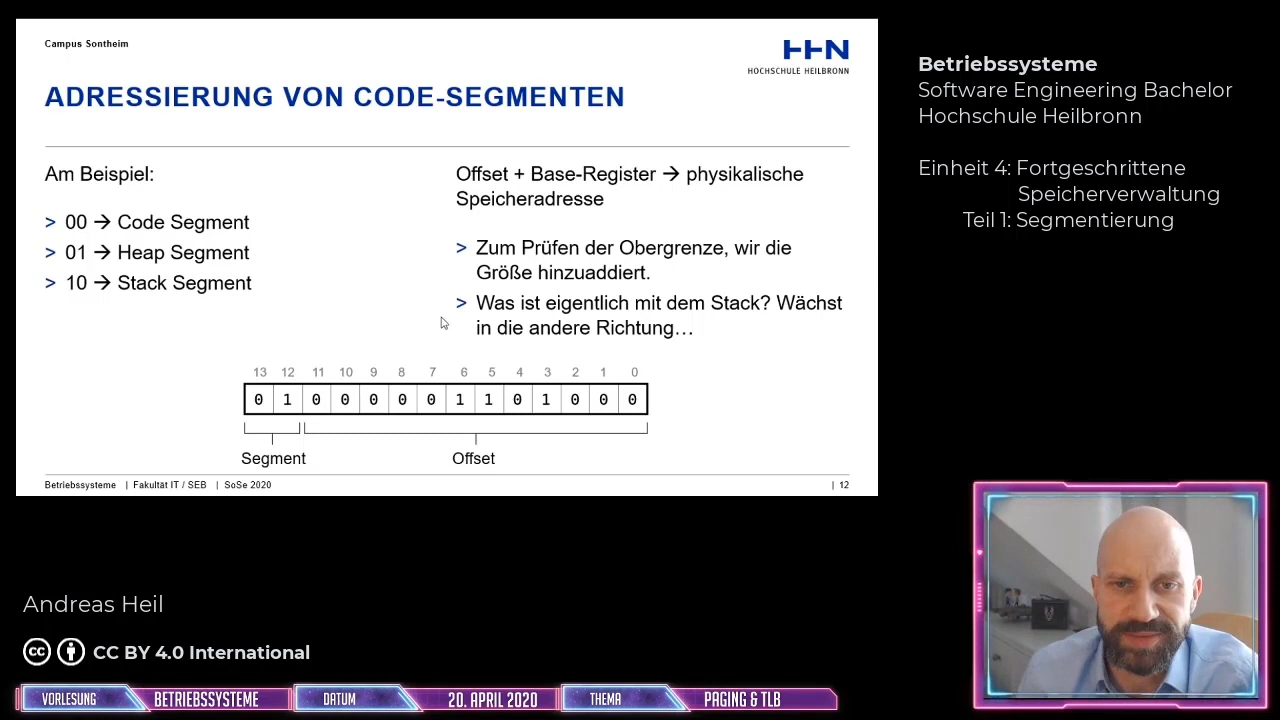 Campus Sontheim
HHN
HOCHSCHULE HEILBRONN
ADRESSIERUNG VON CODE-SEGMENTEN
Am Beispiel:
> 00 → Code Segment
> 01 → Heap Segment
> 10 → Stack Segment
Offset + Base-Register → physikalische
Speicheradresse
> Zum Prüfen der Obergrenze, wir die
Größe hinzuaddiert.
> Was ist eigentlich mit dem Stack? Wächst
in die andere Richtung…
13 12 11 10 9 8 7 6 5 4 3 2 1 0
0 1 0 0 0 0 0 1 1 0 1 0 0 0
Segment Offset
Betriebssysteme | Fakultät IT / SEB | SoSe 2020 | 12
Betriebssysteme
Software Engineering Bachelor
Hochschule Heilbronn
Einheit 4: Fortgeschrittene
Speicherverwaltung
Teil 1: Segmentierung
Andreas Heil
cc CC BY 4.0 International
VORLESUNG BETRIEBSSYSTEME DATUM 20. APRIL 2020 THEMA PAGING & TLB